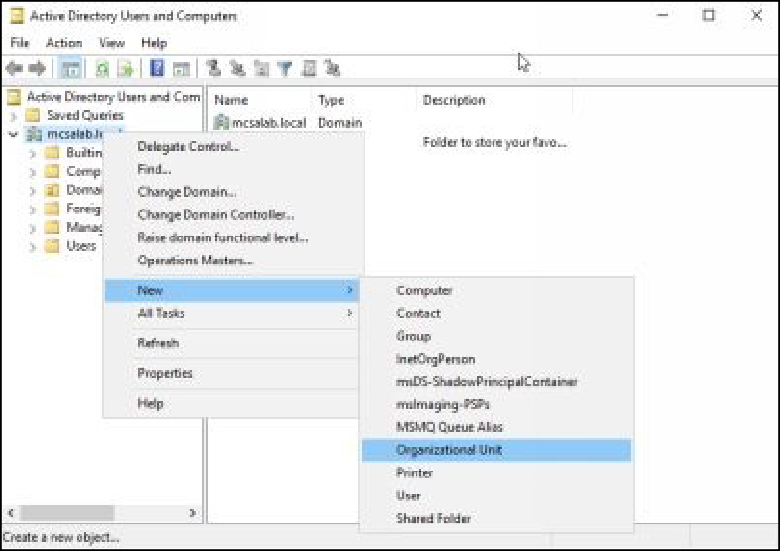 Active Directory Users and Computers
File Action View Help
Active Directory Users and Com
Name Type Description
Saved Queries
mcsalab.local Domain
mcsalab.local
Folder to store your favo...
Delegate Control...
Builtin
Find...
Comp
Change Domain...
Domai
Change Domain Controller...
Foreig
Raise domain functional level...
Manag
Users
Operations Masters...
New
All Tasks
Refresh
Properties
Help
Computer
Contact
Group
InetOrgPerson
msDS-ShadowPrincipalContainer
msImaging-PSPs
MSMQ Queue Alias
Organizational Unit
Printer
User
Shared Folder
Create a new object...